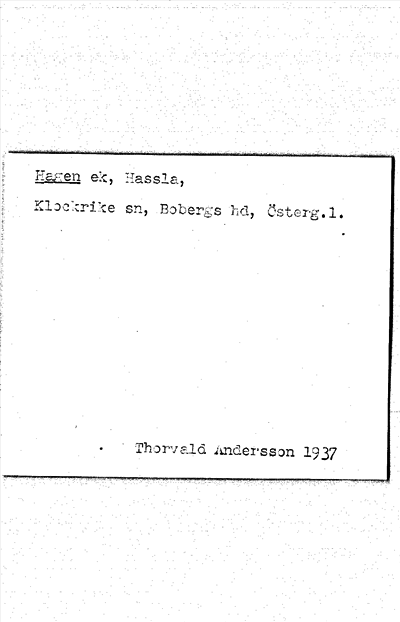 Hagen ek, Hassla,
Klockrike sn, Bobergs hd, Österg.l.
Thorvald Andersson 1937